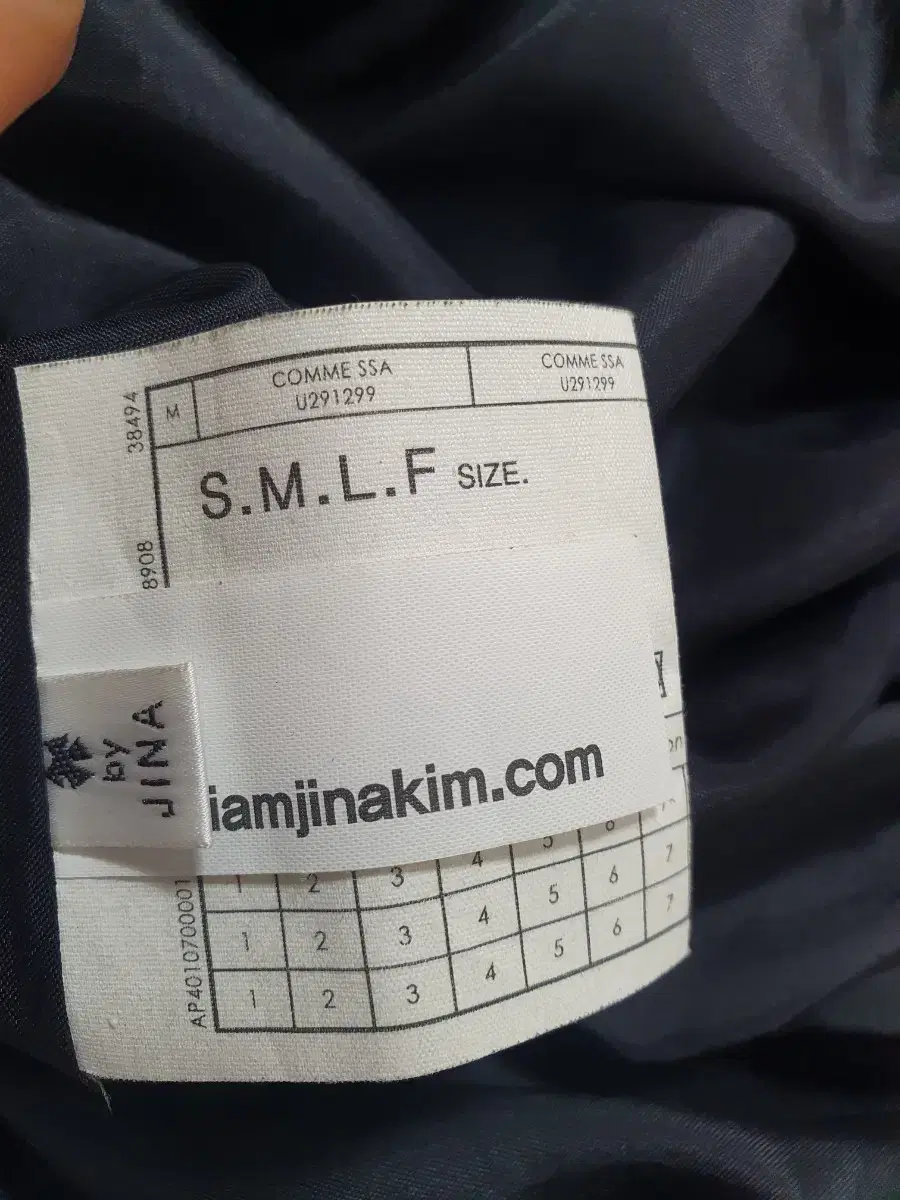 M
COMME SSA
U291299
COMME SSA
U291299
38494
8908
S.M.L.F SIZE.
by
JINA
iamjinakim.com
AP4010700001
1 2 3 4 5 6 7
1 2 3 4 5 6 7
1 2 3 4 5 6 7